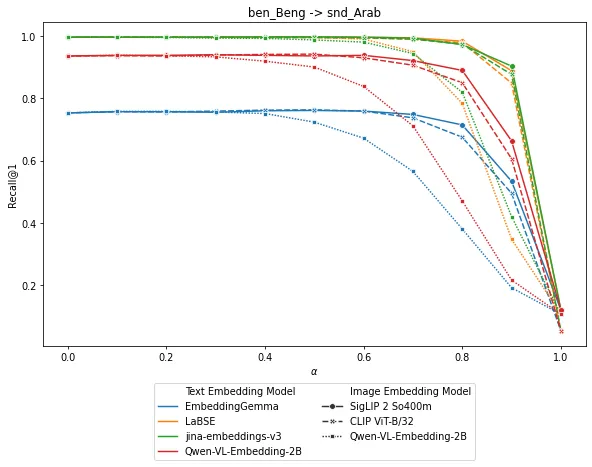 ben_Beng -> snd_Arab
Recall@1
1.0
0.8
0.6
0.4
0.2
0.0 0.2 0.4 0.6 0.8 1.0
α
Text Embedding Model Image Embedding Model
EmbeddingGemma SigLIP 2 So400m
LaBSE CLIP ViT-B/32
jina-embeddings-v3 Qwen-VL-Embedding-2B
Qwen-VL-Embedding-2B